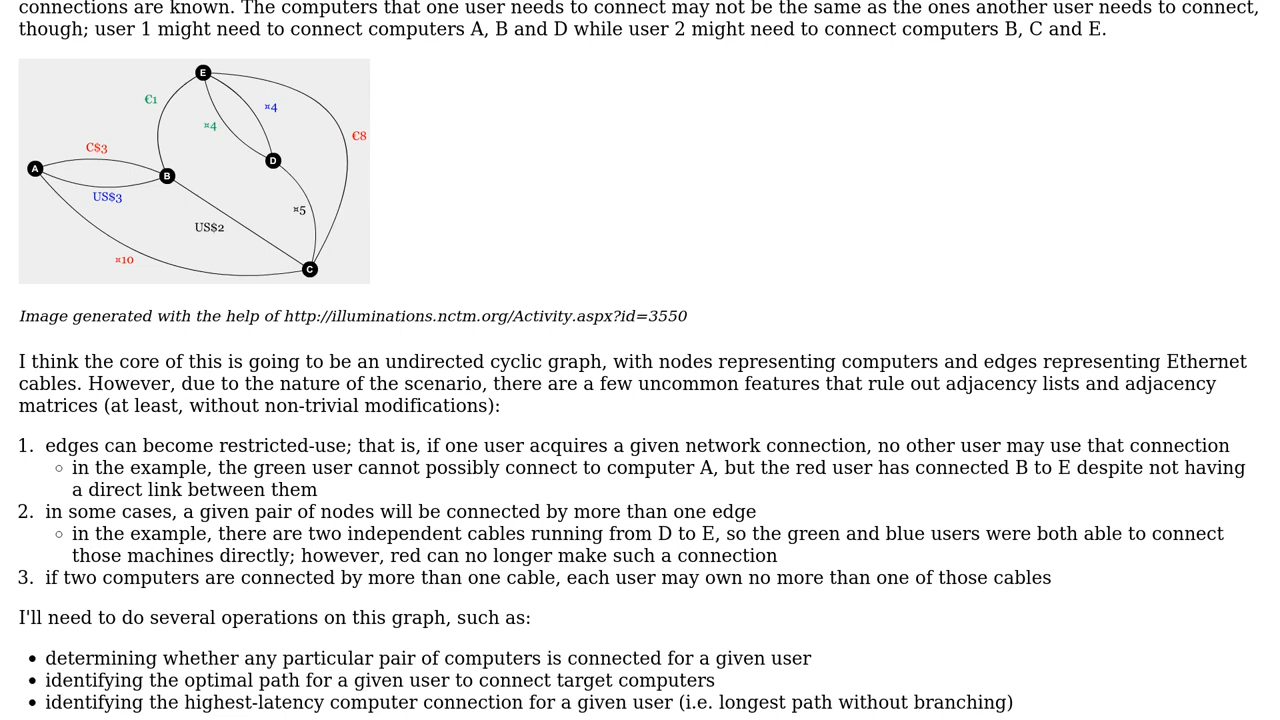 connections are known. The computers that one user needs to connect may not be the same as the ones another user needs to connect,
though; user 1 might need to connect computers A, B and D while user 2 might need to connect computers B, C and E.
E
€1
¤4
¤4
€8
C$3
A
D
B
US$3
¤5
US$2
¤10
C
Image generated with the help of http://illuminations.nctm.org/Activity.aspx?id=3550
I think the core of this is going to be an undirected cyclic graph, with nodes representing computers and edges representing Ethernet
cables. However, due to the nature of the scenario, there are a few uncommon features that rule out adjacency lists and adjacency
matrices (at least, without non-trivial modifications):
1. edges can become restricted-use; that is, if one user acquires a given network connection, no other user may use that connection
◦ in the example, the green user cannot possibly connect to computer A, but the red user has connected B to E despite not having
a direct link between them
2. in some cases, a given pair of nodes will be connected by more than one edge
◦ in the example, there are two independent cables running from D to E, so the green and blue users were both able to connect
those machines directly; however, red can no longer make such a connection
3. if two computers are connected by more than one cable, each user may own no more than one of those cables
I'll need to do several operations on this graph, such as:
• determining whether any particular pair of computers is connected for a given user
• identifying the optimal path for a given user to connect target computers
• identifying the highest-latency computer connection for a given user (i.e. longest path without branching)